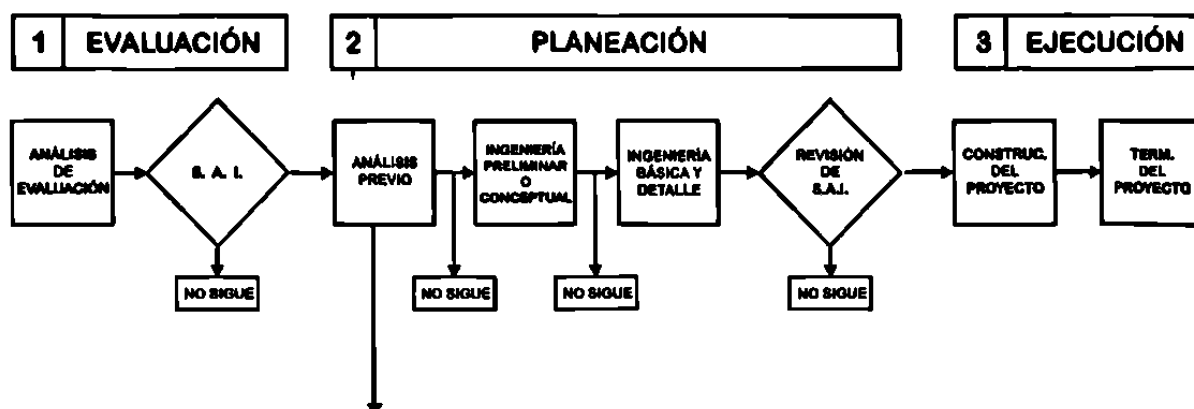 1 EVALUACIÓN
2 PLANEACIÓN
3 EJECUCIÓN
ANÁLISIS
DE
EVALUACIÓN
S. A. I.
ANÁLISIS
PREVIO
INGENIERÍA
PRELIMINAR
O
CONCEPTUAL
INGENIERÍA
BÁSICA Y
DETALLE
REVISIÓN
DE
S.A.I.
CONSTRUC.
DEL
PROYECTO
TERM.
DEL
PROYECTO
NO SIGUE
NO SIGUE
NO SIGUE
NO SIGUE